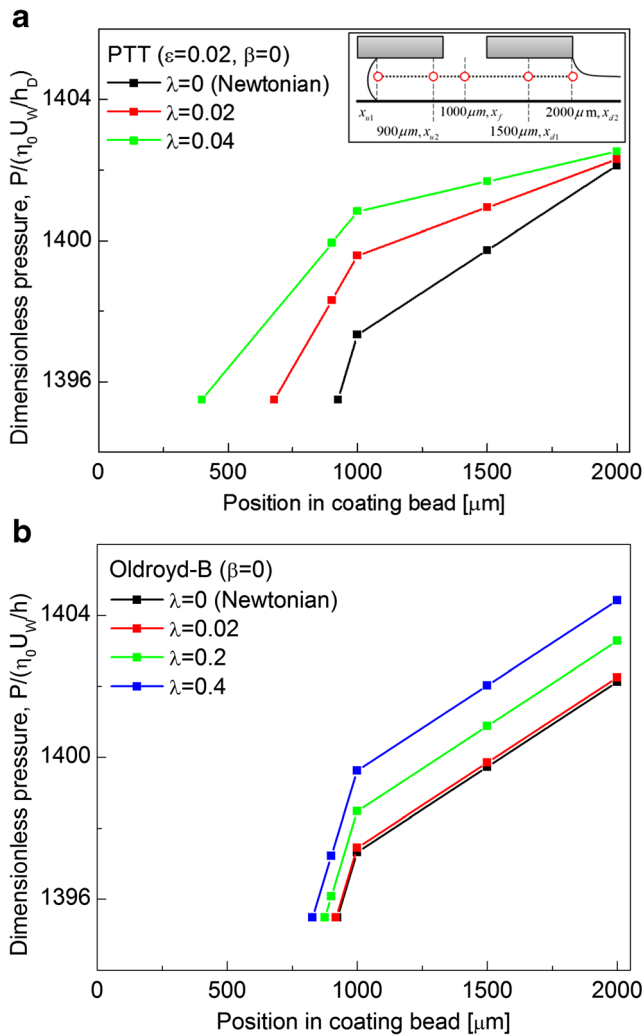 a
PTT (ε=0.02, β=0)
λ=0 (Newtonian)
λ=0.02
λ=0.04
x_u1
1000μm, x_f
2000μm, x_d2
900μm, x_u2
1500μm, x_d1
1404
1400
1396
Dimensionless pressure, P/(η₀U_W/h_D)
0 500 1000 1500 2000
Position in coating bead [μm]
b
Oldroyd-B (β=0)
λ=0 (Newtonian)
λ=0.02
λ=0.2
λ=0.4
1404
1400
1396
Dimensionless pressure, P/(η₀U_W/h)
0 500 1000 1500 2000
Position in coating bead [μm]